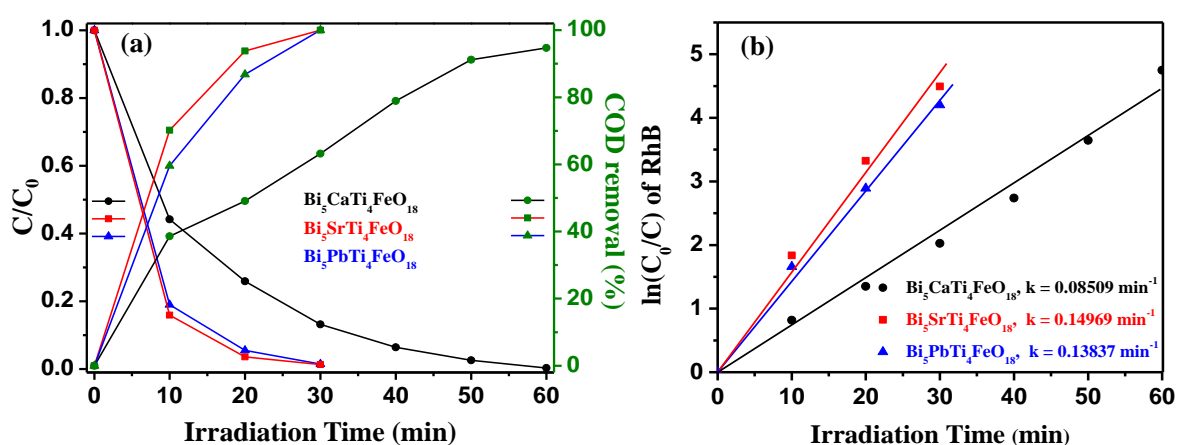 (a)
C/C₀
1.0
0.8
0.6
0.4
0.2
0.0
0 10 20 30 40 50 60
Irradiation Time (min)
100
80
60
40
20
0
COD removal (%)
Bi₅CaTi₄FeO₁₈
Bi₅SrTi₄FeO₁₈
Bi₅PbTi₄FeO₁₈
(b)
ln(C₀/C) of RhB
5
4
3
2
1
0
0 10 20 30 40 50 60
Irradiation Time (min)
Bi₅CaTi₄FeO₁₈, k = 0.08509 min⁻¹
Bi₅SrTi₄FeO₁₈, k = 0.14969 min⁻¹
Bi₅PbTi₄FeO₁₈, k = 0.13837 min⁻¹